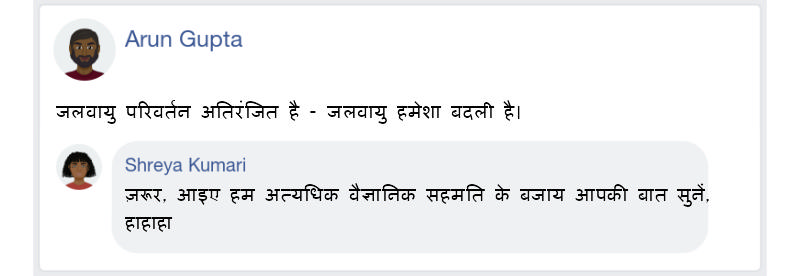 Arun Gupta
जलवायु परिवर्तन अतिरंजित है - जलवायु हमेशा बदली है।
Shreya Kumari
ज़रूर, आइए हम अत्यधिक वैज्ञानिक सहमति के बजाय आपकी बात सुनें,
हाहाहा